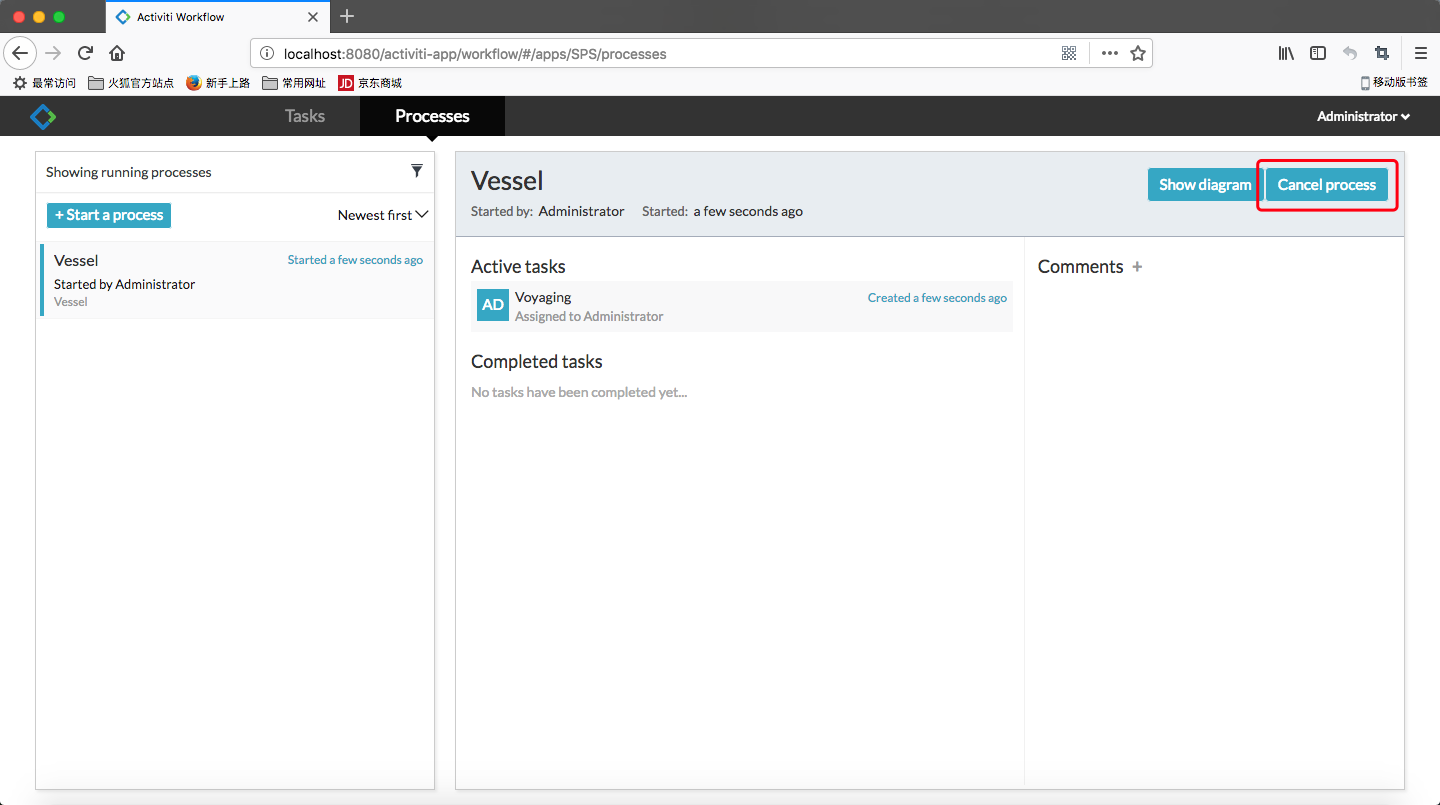 Activiti Workflow
localhost:8080/activiti-app/workflow/#/apps/SPS/processes
最常访问 火狐官方站点 新手上路 常用网址 JD 京东商城 移动版书签
Tasks Processes Administrator
Showing running processes
+ Start a process Newest first
Vessel Started a few seconds ago
Started by Administrator
Vessel
Vessel
Show diagram Cancel process
Started by: Administrator Started: a few seconds ago
Active tasks
AD Voyaging Created a few seconds ago
Assigned to Administrator
Completed tasks
No tasks have been completed yet...
Comments +